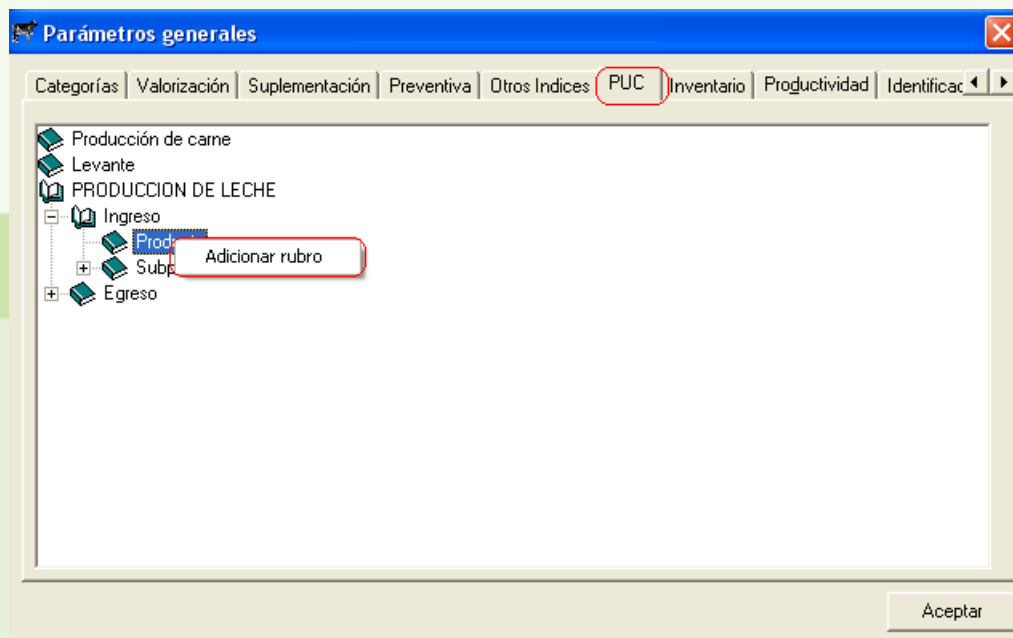 Parámetros generales
Categorías Valorización Suplementación Preventiva Otros Indices PUC Inventario Productividad Identificac
Producción de carne
Levante
PRODUCCION DE LECHE
Ingreso
Adicionar rubro
Egreso
Aceptar